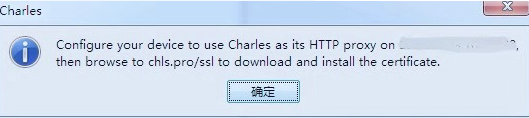 Charles
Configure your device to use Charles as its HTTP proxy on
then browse to chls.pro/ssl to download and install the certificate.
确定